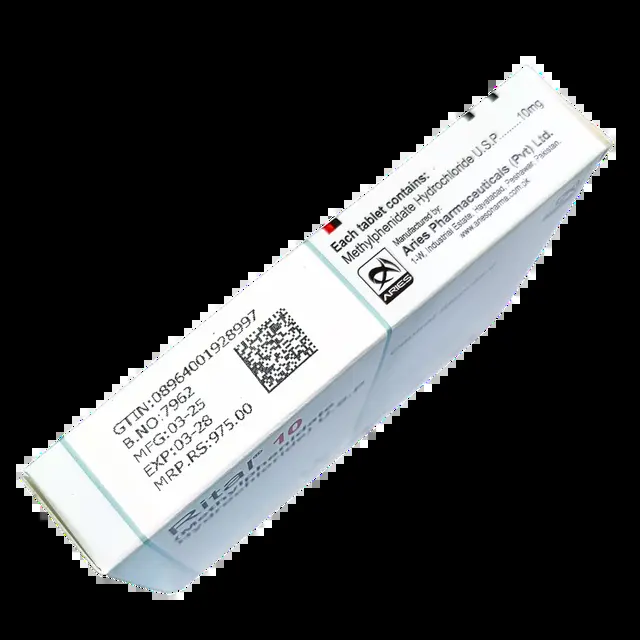 Each tablet contains:
Methylphenidate Hydrochloride U.S.P.........10mg
Manufactured by:
Aries Pharmaceuticals (Pvt) Ltd.
1-W, Industrial Estate, Hayatabad, Peshawar, Pakistan.
www.ariespharma.com.pk
ARIES
GTIN:08964001928997
B.NO.7962
MFG:03-25
EXP:03-28
MRP.RS:975.00
Rital 10